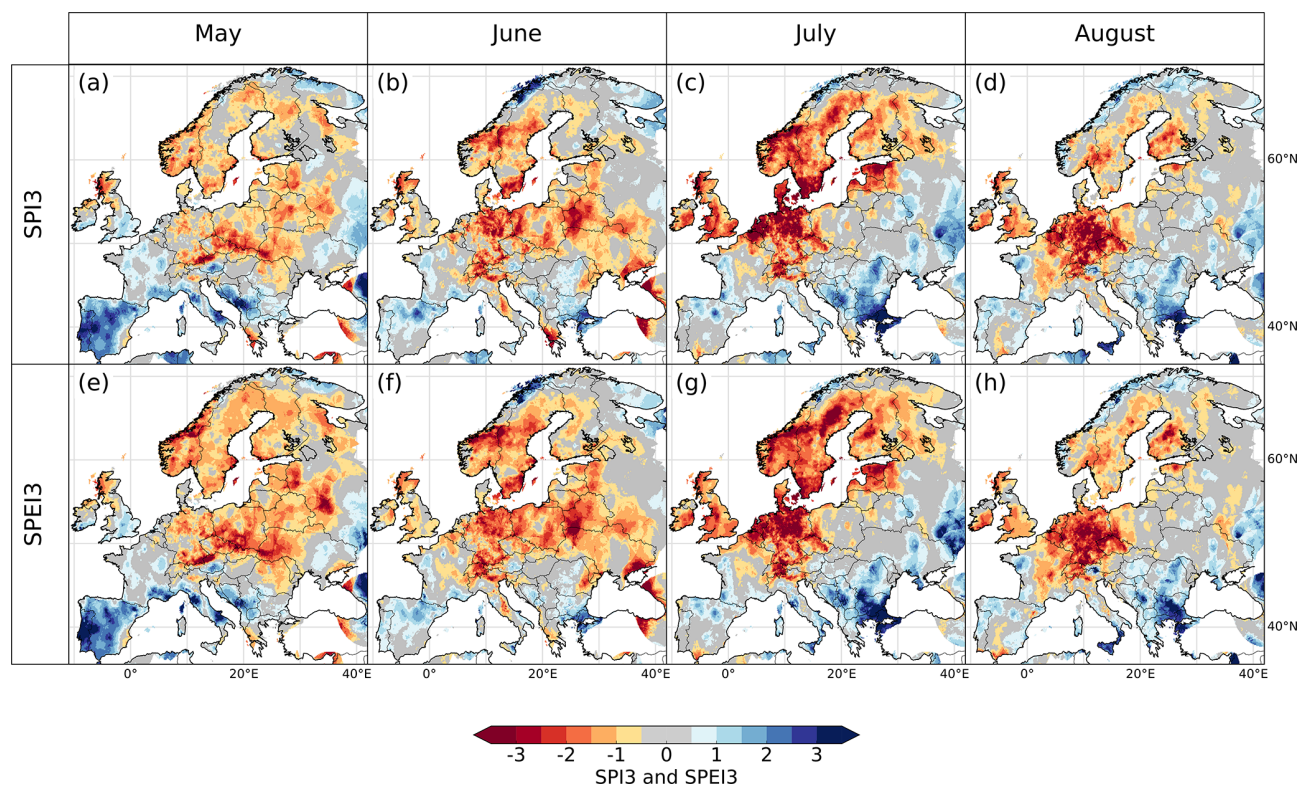 May June July August
SPI3
(a) (b) (c) (d)
60°N
40°N
SPEI3
(e) (f) (g) (h)
60°N
40°N
0° 20°E 40°E 0° 20°E 40°E 0° 20°E 40°E 0° 20°E 40°E
-3 -2 -1 0 1 2 3
SPI3 and SPEI3